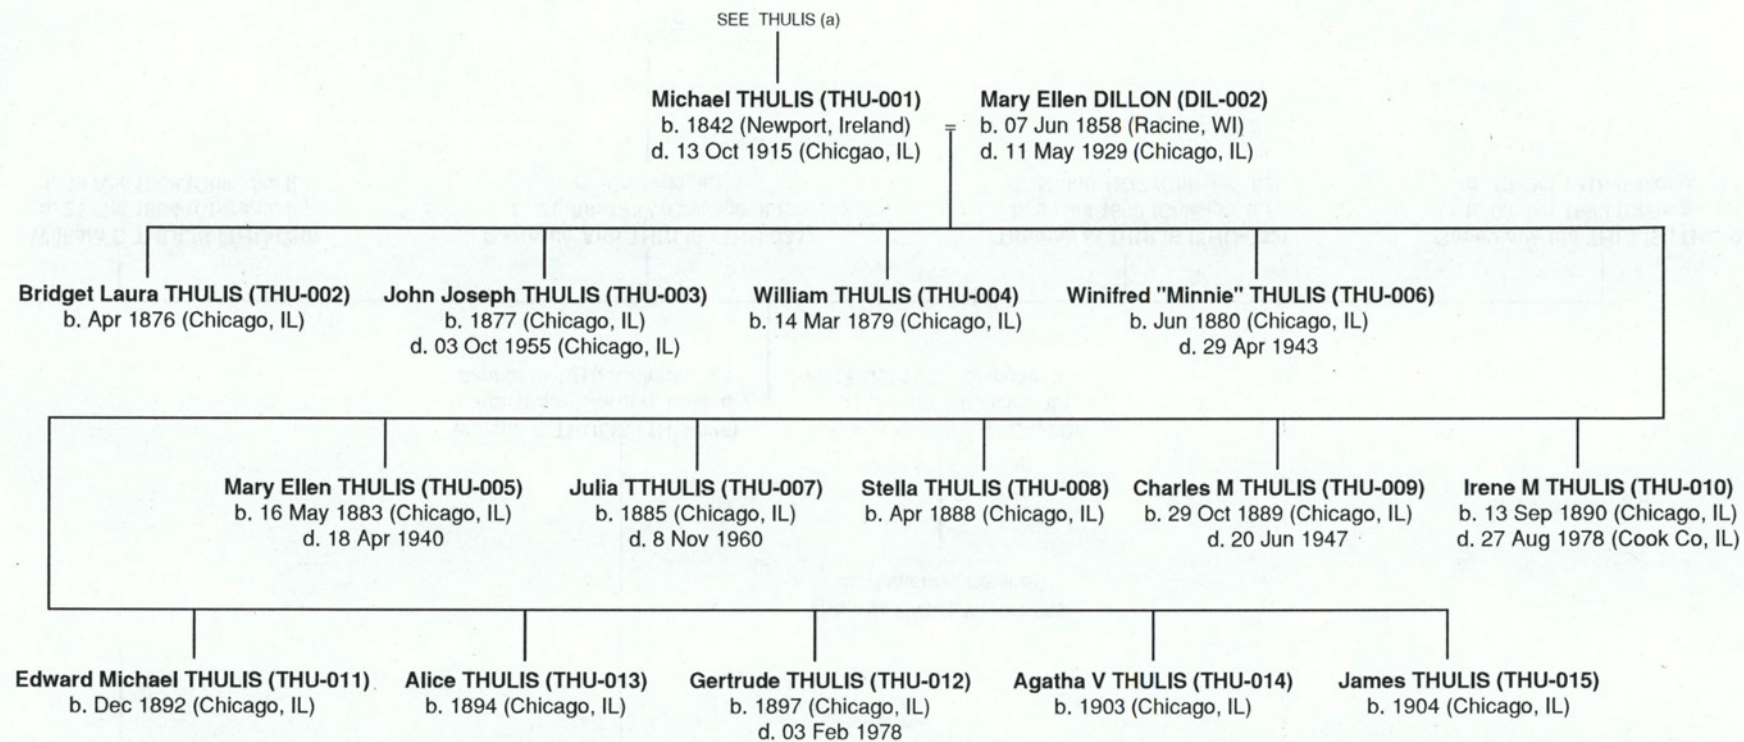 SEE THULIS (a)
Michael THULIS (THU-001)
b. 1842 (Newport, Ireland)
d. 13 Oct 1915 (Chicgao, IL)
=
Mary Ellen DILLON (DIL-002)
b. 07 Jun 1858 (Racine, WI)
d. 11 May 1929 (Chicago, IL)
Bridget Laura THULIS (THU-002)
b. Apr 1876 (Chicago, IL)
John Joseph THULIS (THU-003)
b. 1877 (Chicago, IL)
d. 03 Oct 1955 (Chicago, IL)
William THULIS (THU-004)
b. 14 Mar 1879 (Chicago, IL)
Winifred "Minnie" THULIS (THU-006)
b. Jun 1880 (Chicago, IL)
d. 29 Apr 1943
Mary Ellen THULIS (THU-005)
b. 16 May 1883 (Chicago, IL)
d. 18 Apr 1940
Julia TTHULIS (THU-007)
b. 1885 (Chicago, IL)
d. 8 Nov 1960
Stella THULIS (THU-008)
b. Apr 1888 (Chicago, IL)
Charles M THULIS (THU-009)
b. 29 Oct 1889 (Chicago, IL)
d. 20 Jun 1947
Irene M THULIS (THU-010)
b. 13 Sep 1890 (Chicago, IL)
d. 27 Aug 1978 (Cook Co, IL)
Edward Michael THULIS (THU-011)
b. Dec 1892 (Chicago, IL)
Alice THULIS (THU-013)
b. 1894 (Chicago, IL)
Gertrude THULIS (THU-012)
b. 1897 (Chicago, IL)
d. 03 Feb 1978
Agatha V THULIS (THU-014)
b. 1903 (Chicago, IL)
James THULIS (THU-015)
b. 1904 (Chicago, IL)